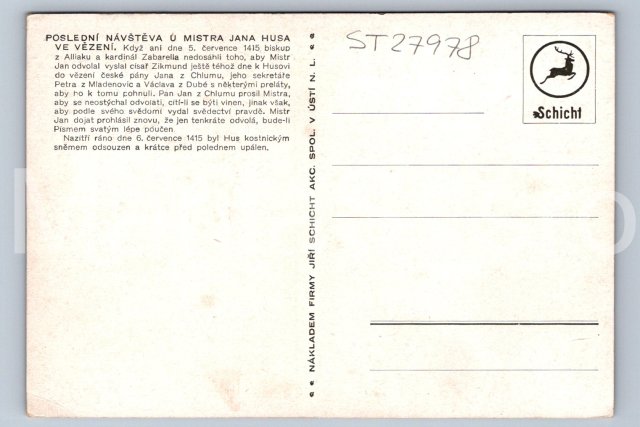 POSLEDNÍ NÁVŠTĚVA U MISTRA JANA HUSA
VE VĚZENÍ. Když ani dne 5. července 1415 biskup
z Alliaku a kardinál Zabarella nedosáhli toho, aby Mistr
Jan odvolal vyslal císař Zikmund ještě téhož dne k Husovi
do vězení české pány Jana z Chlumu, jeho sekretáře
Petra z Mladenovic a Václava z Dubé s některými preláty,
aby ho k tomu pohnuli. Pan Jan z Chlumu prosil Mistra,
aby se neostýchal odvolati, cítí-li se býti vinen, jinak však,
aby podle svého svědomí vydal svědectví pravdě. Mistr
Jan dojat prohlásil znovu, že jen tenkráte odvolá, bude-li
Písmem svatým lépe poučen
Nazítří ráno dne 6. července 1415 byl Hus kostnickým
sněmem odsouzen a krátce před polednem upálen.
NÁKLADEM FIRMY JIŘÍ SCHICHT AKC. SPOL. V ÚSTÍ N. L.
ST27978
Schicht